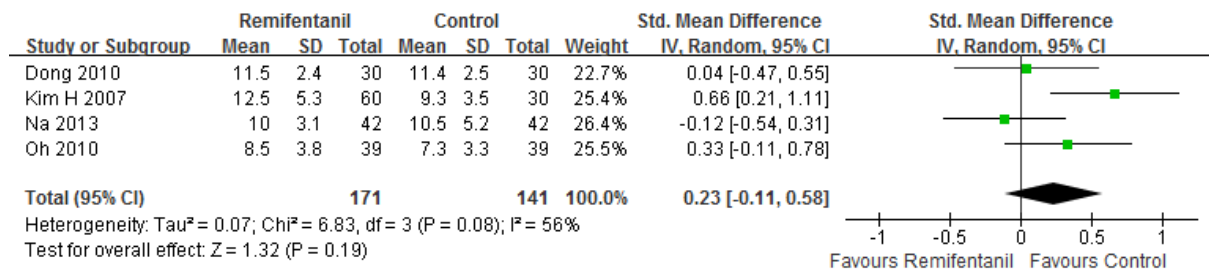 Remifentanil Control Std. Mean Difference Std. Mean Difference
Study or Subgroup Mean SD Total Mean SD Total Weight IV, Random, 95% CI IV, Random, 95% CI
Dong 2010 11.5 2.4 30 11.4 2.5 30 22.7% 0.04 [-0.47, 0.55]
Kim H 2007 12.5 5.3 60 9.3 3.5 30 25.4% 0.66 [0.21, 1.11]
Na 2013 10 3.1 42 10.5 5.2 42 26.4% -0.12 [-0.54, 0.31]
Oh 2010 8.5 3.8 39 7.3 3.3 39 25.5% 0.33 [-0.11, 0.78]
Total (95% CI) 171 141 100.0% 0.23 [-0.11, 0.58]
Heterogeneity: Tau² = 0.07; Chi² = 6.83, df = 3 (P = 0.08); I² = 56%
Test for overall effect: Z = 1.32 (P = 0.19)
-1 -0.5 0 0.5 1
Favours Remifentanil Favours Control